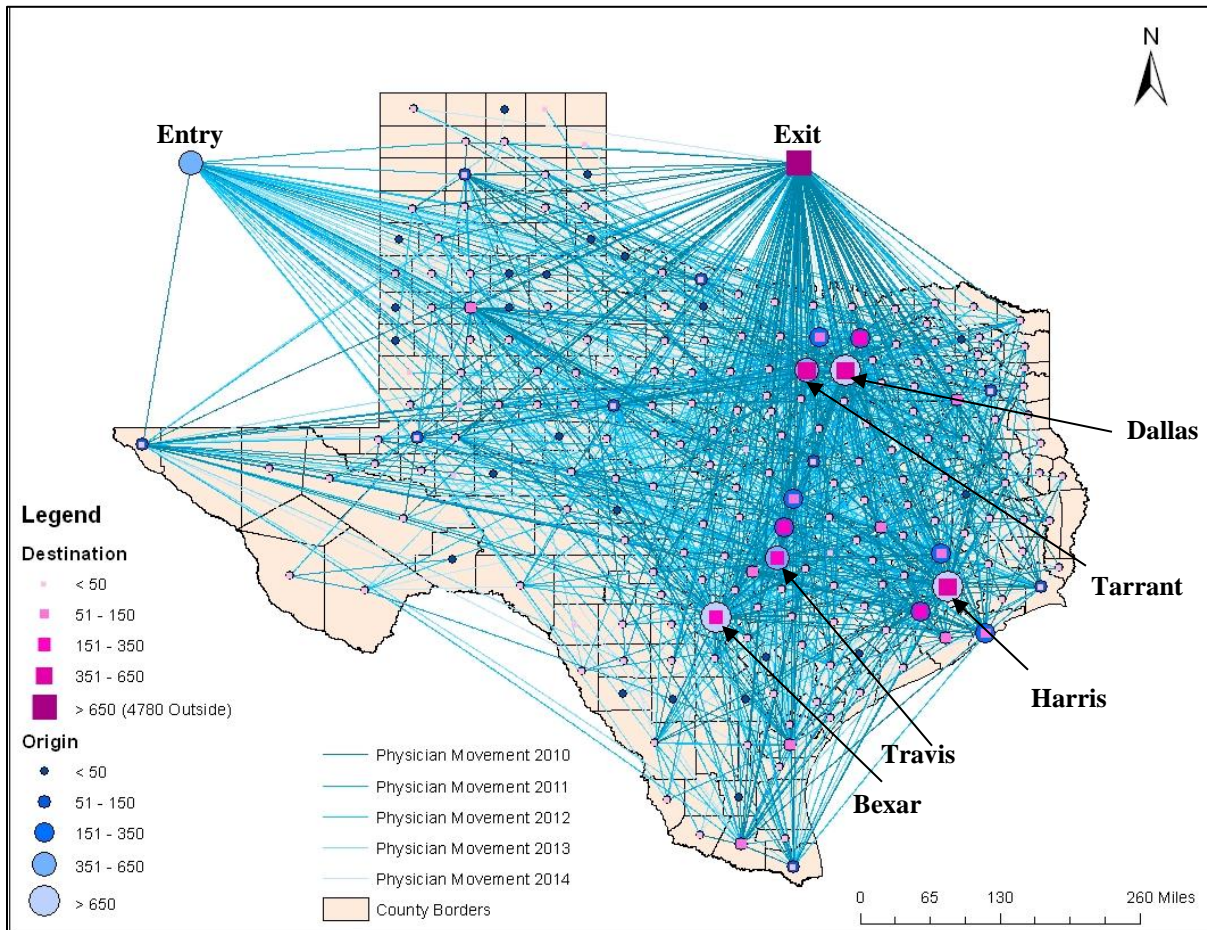 N
Entry
Exit
Dallas
Tarrant
Harris
Travis
Bexar
Legend
Destination
< 50
51 - 150
151 - 350
351 - 650
> 650 (4780 Outside)
Origin
< 50
51 - 150
151 - 350
351 - 650
> 650
Physician Movement 2010
Physician Movement 2011
Physician Movement 2012
Physician Movement 2013
Physician Movement 2014
County Borders
0 65 130 260 Miles